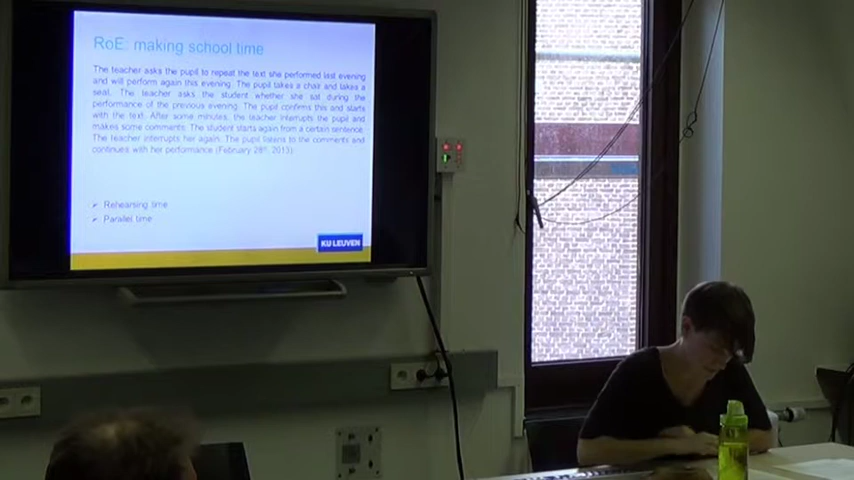 RoE: making school time
The teacher asks the pupil to repeat the text she performed last evening
and will perform again this evening. The pupil takes a chair and takes a
seat. The teacher asks the student whether she sat during the
performance of the previous evening. The pupil confirms this and starts
with the text. After some minutes, the teacher interrupts the pupil and
makes some comments. The student starts again from a certain sentence.
The teacher interrupts her again. The pupil listens to the comments and
continues with her performance (February 28th, 2013)
➢ Rehearsing time
➢ Parallel time
KU LEUVEN